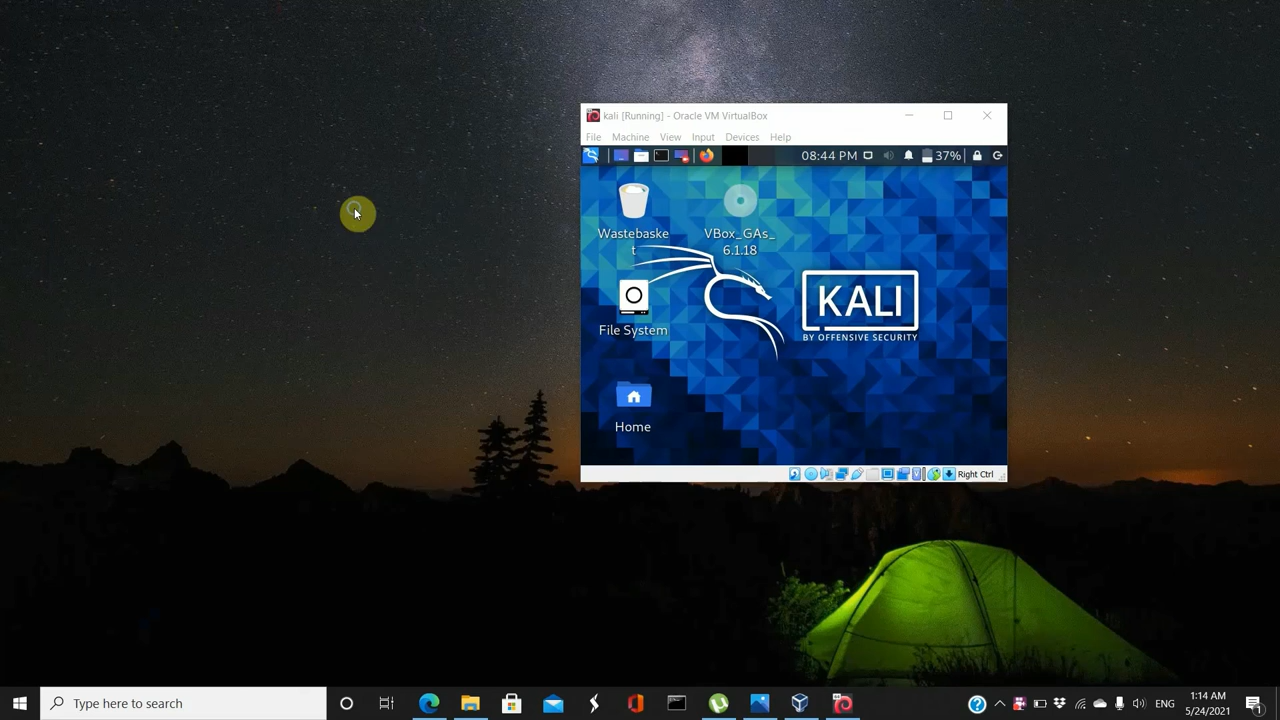 kali [Running] - Oracle VM VirtualBox
File Machine View Input Devices Help
08:44 PM 37%
Wastebaske
t
VBox_GAs_
6.1.18
File System
KALI
BY OFFENSIVE SECURITY
Home
Right Ctrl
Type here to search
ENG
1:14 AM
5/24/2021
1